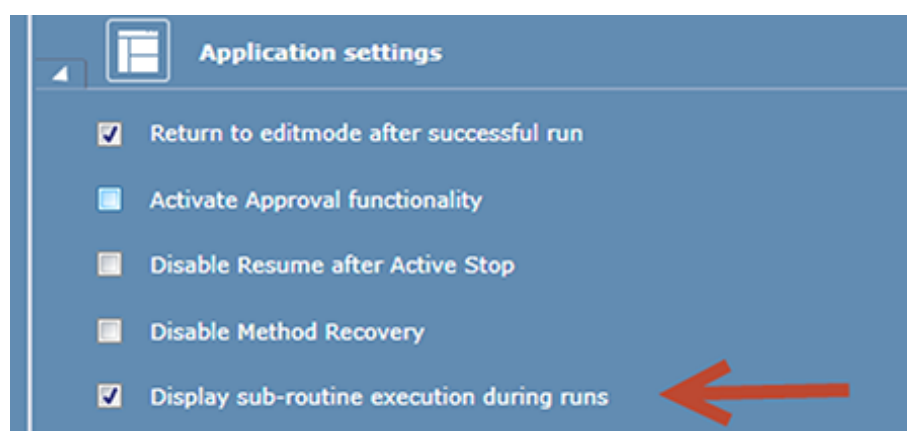 Application settings
Return to editmode after successful run
Activate Approval functionality
Disable Resume after Active Stop
Disable Method Recovery
Display sub-routine execution during runs